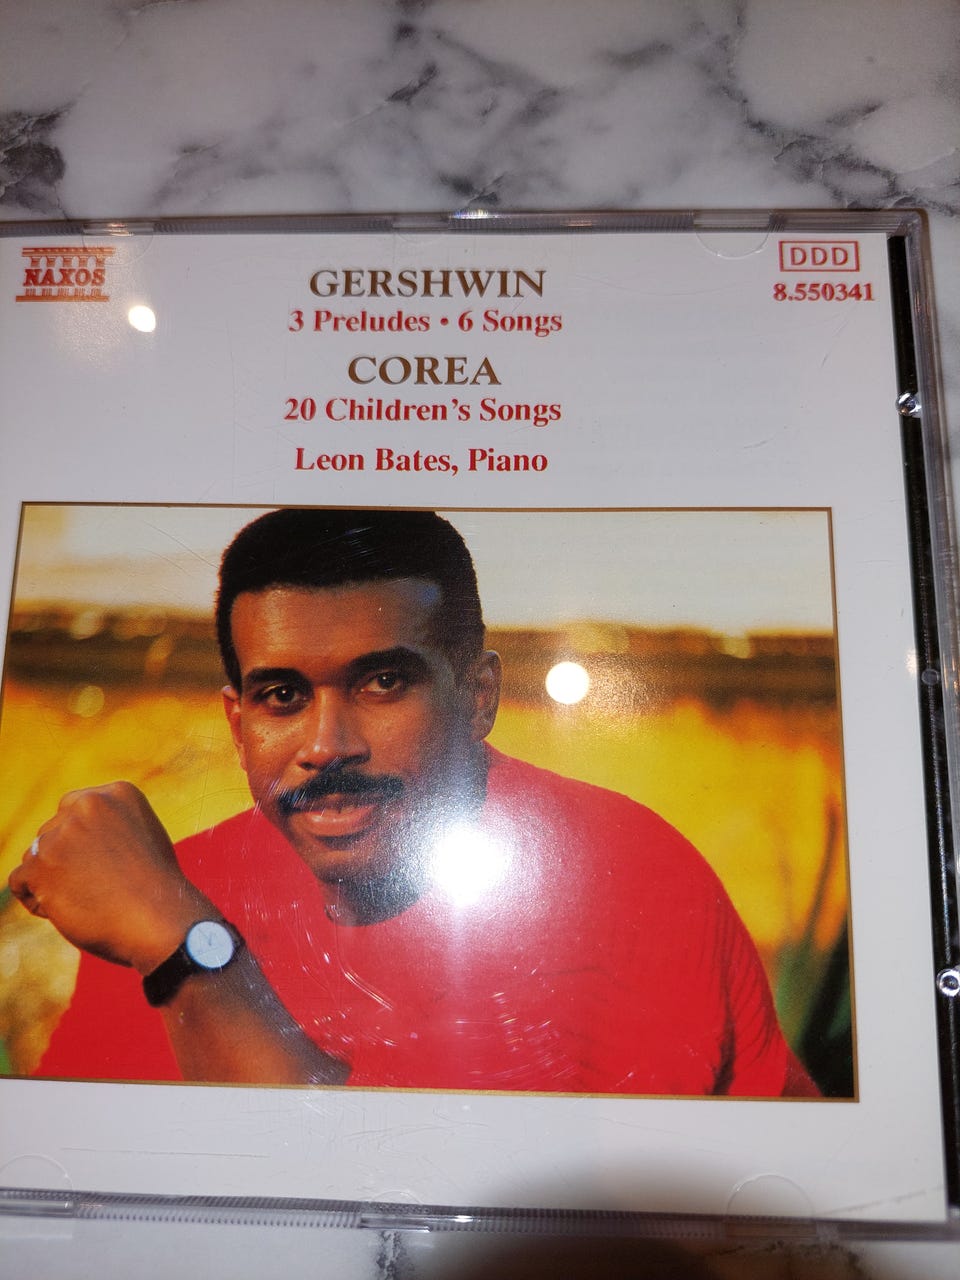 NAXOS
DDD
8.550341
GERSHWIN
3 Preludes • 6 Songs
COREA
20 Children's Songs
Leon Bates, Piano